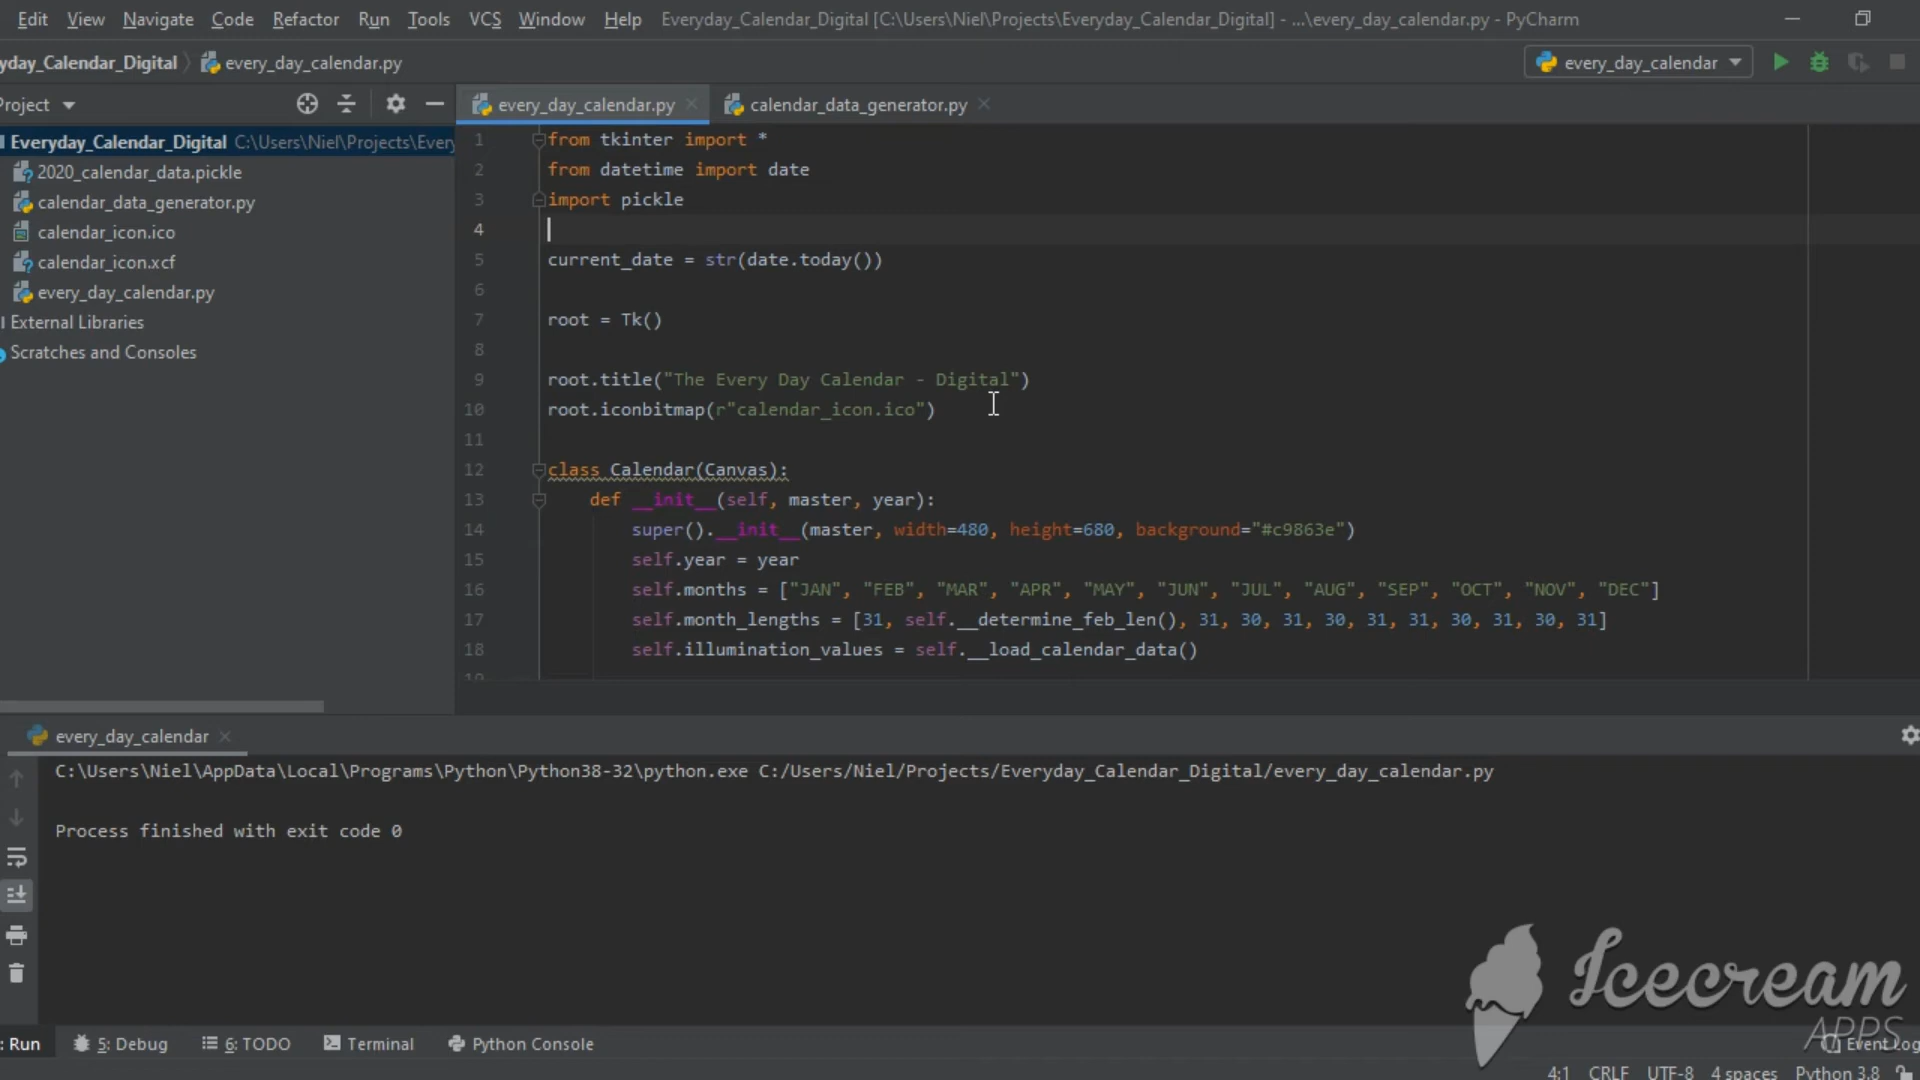 Edit View Navigate Code Refactor Run Tools VCS Window Help Everyday_Calendar_Digital [C:\Users\Niel\Projects\Everyday_Calendar_Digital] - ...\every_day_calendar.py - PyCharm
yday_Calendar_Digital every_day_calendar.py every_day_calendar
Project every_day_calendar.py calendar_data_generator.py
Everyday_Calendar_Digital C:\Users\Niel\Projects\Every
2020_calendar_data.pickle
calendar_data_generator.py
calendar_icon.ico
calendar_icon.xcf
every_day_calendar.py
External Libraries
Scratches and Consoles
1 from tkinter import *
2 from datetime import date
3 import pickle
4
5 current_date = str(date.today())
6
7 root = Tk()
8
9 root.title("The Every Day Calendar - Digital")
10 root.iconbitmap(r"calendar_icon.ico")
11
12 class Calendar(Canvas):
13 def __init__(self, master, year):
14 super().__init__(master, width=480, height=680, background="#c9863e")
15 self.year = year
16 self.months = ["JAN", "FEB", "MAR", "APR", "MAY", "JUN", "JUL", "AUG", "SEP", "OCT", "NOV", "DEC"]
17 self.month_lengths = [31, self.__determine_feb_len(), 31, 30, 31, 30, 31, 31, 30, 31, 30, 31]
18 self.illumination_values = self.__load_calendar_data()
19
every_day_calendar
C:\Users\Niel\AppData\Local\Programs\Python\Python38-32\python.exe C:/Users/Niel/Projects/Everyday_Calendar_Digital/every_day_calendar.py
Process finished with exit code 0
Icecream
APPS
: Run 5: Debug 6: TODO Terminal Python Console Event Log
4:1 CRLF UTF-8 4 spaces Python 3.8